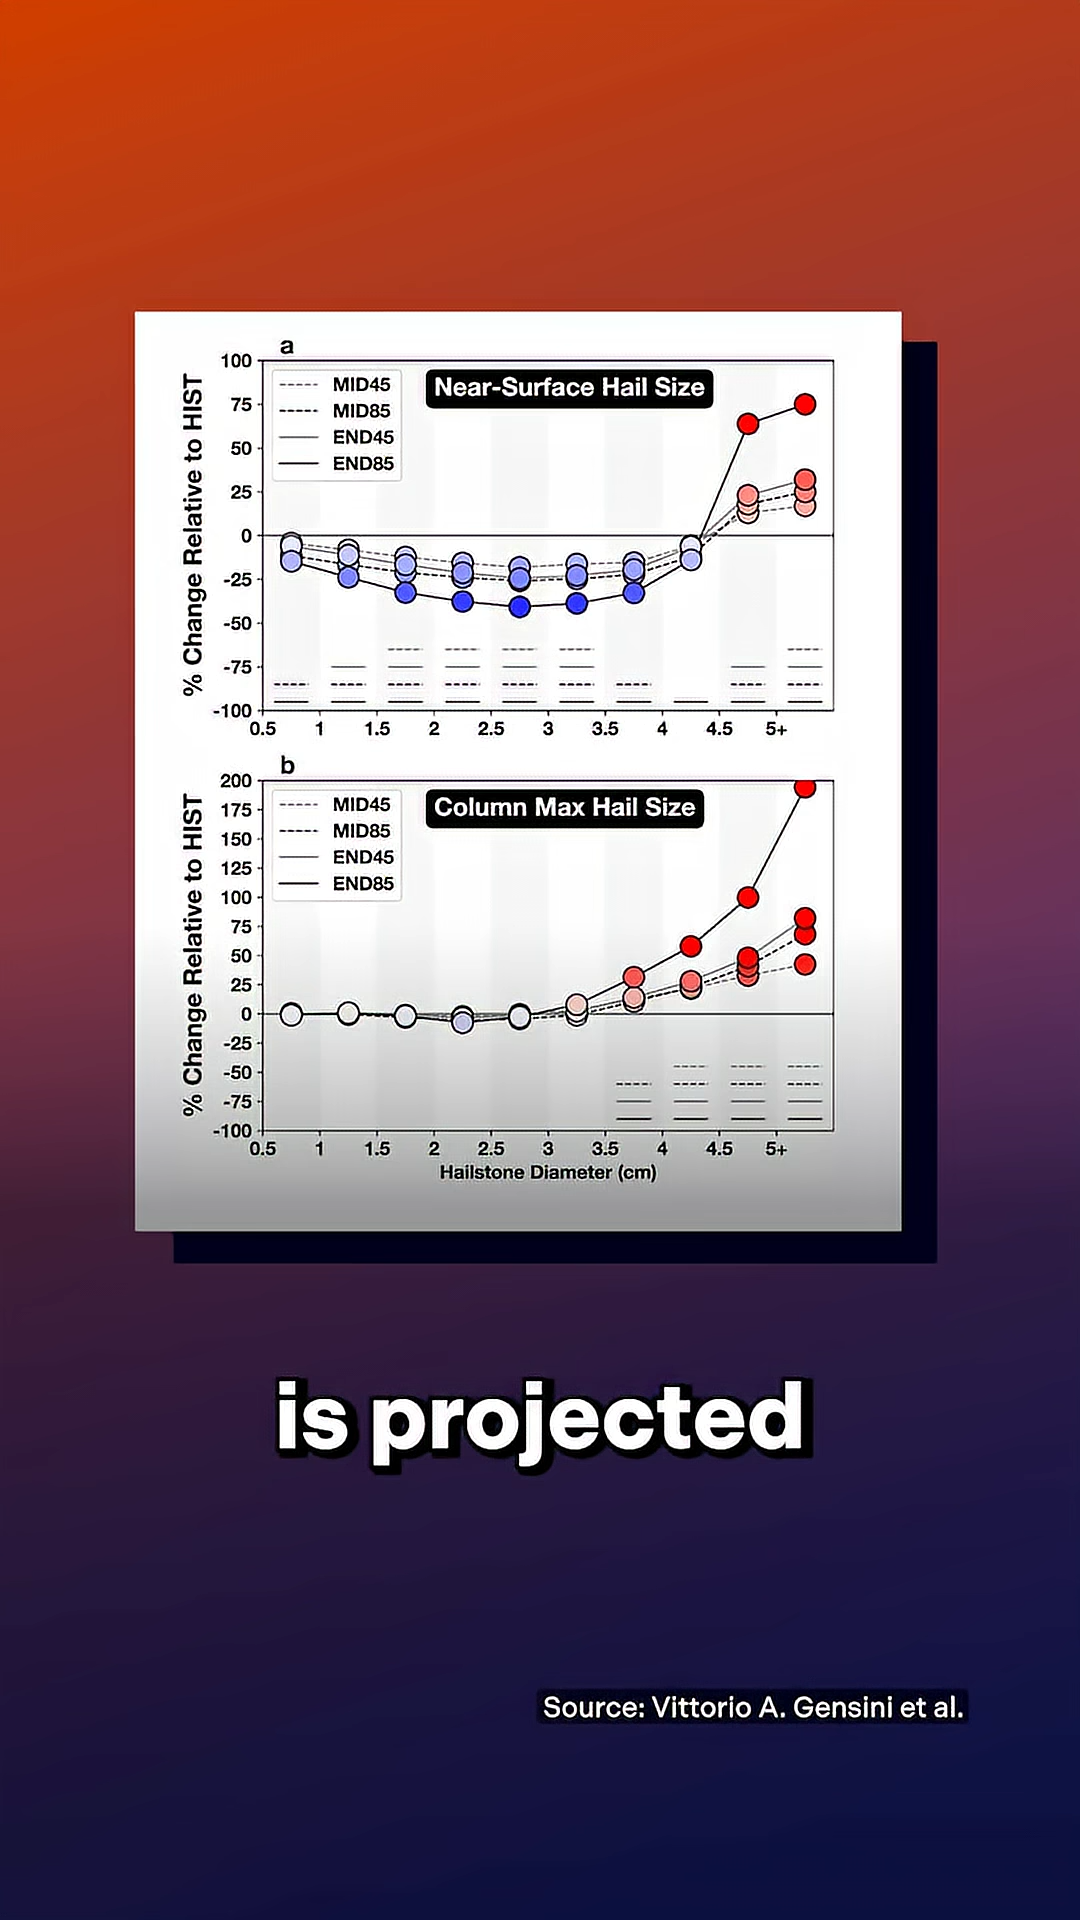 a
100
75
50
25
0
-25
-50
-75
-100
% Change Relative to HIST
MID45
MID85
END45
END85
Near-Surface Hail Size
0.5 1 1.5 2 2.5 3 3.5 4 4.5 5+
b
200
175
150
125
100
75
50
25
0
-25
-50
-75
-100
% Change Relative to HIST
MID45
MID85
END45
END85
Column Max Hail Size
0.5 1 1.5 2 2.5 3 3.5 4 4.5 5+
Hailstone Diameter (cm)
is projected
Source: Vittorio A. Gensini et al.